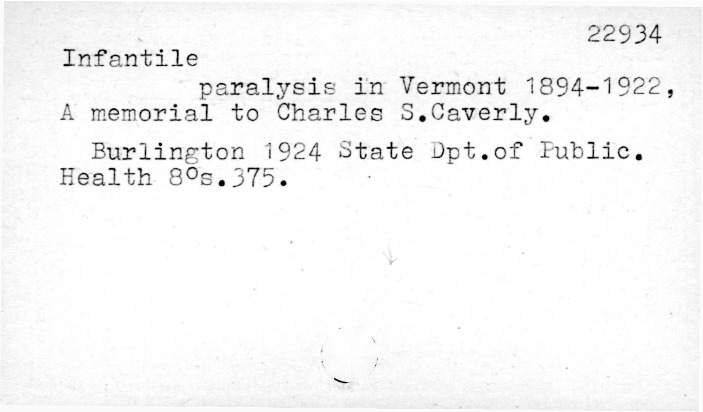 22934
Infantile
paralysis in Vermont 1894-1922,
A memorial to Charles S.Caverly.
Burlington 1924 State Dpt.of Public.
Health 8°s.375.